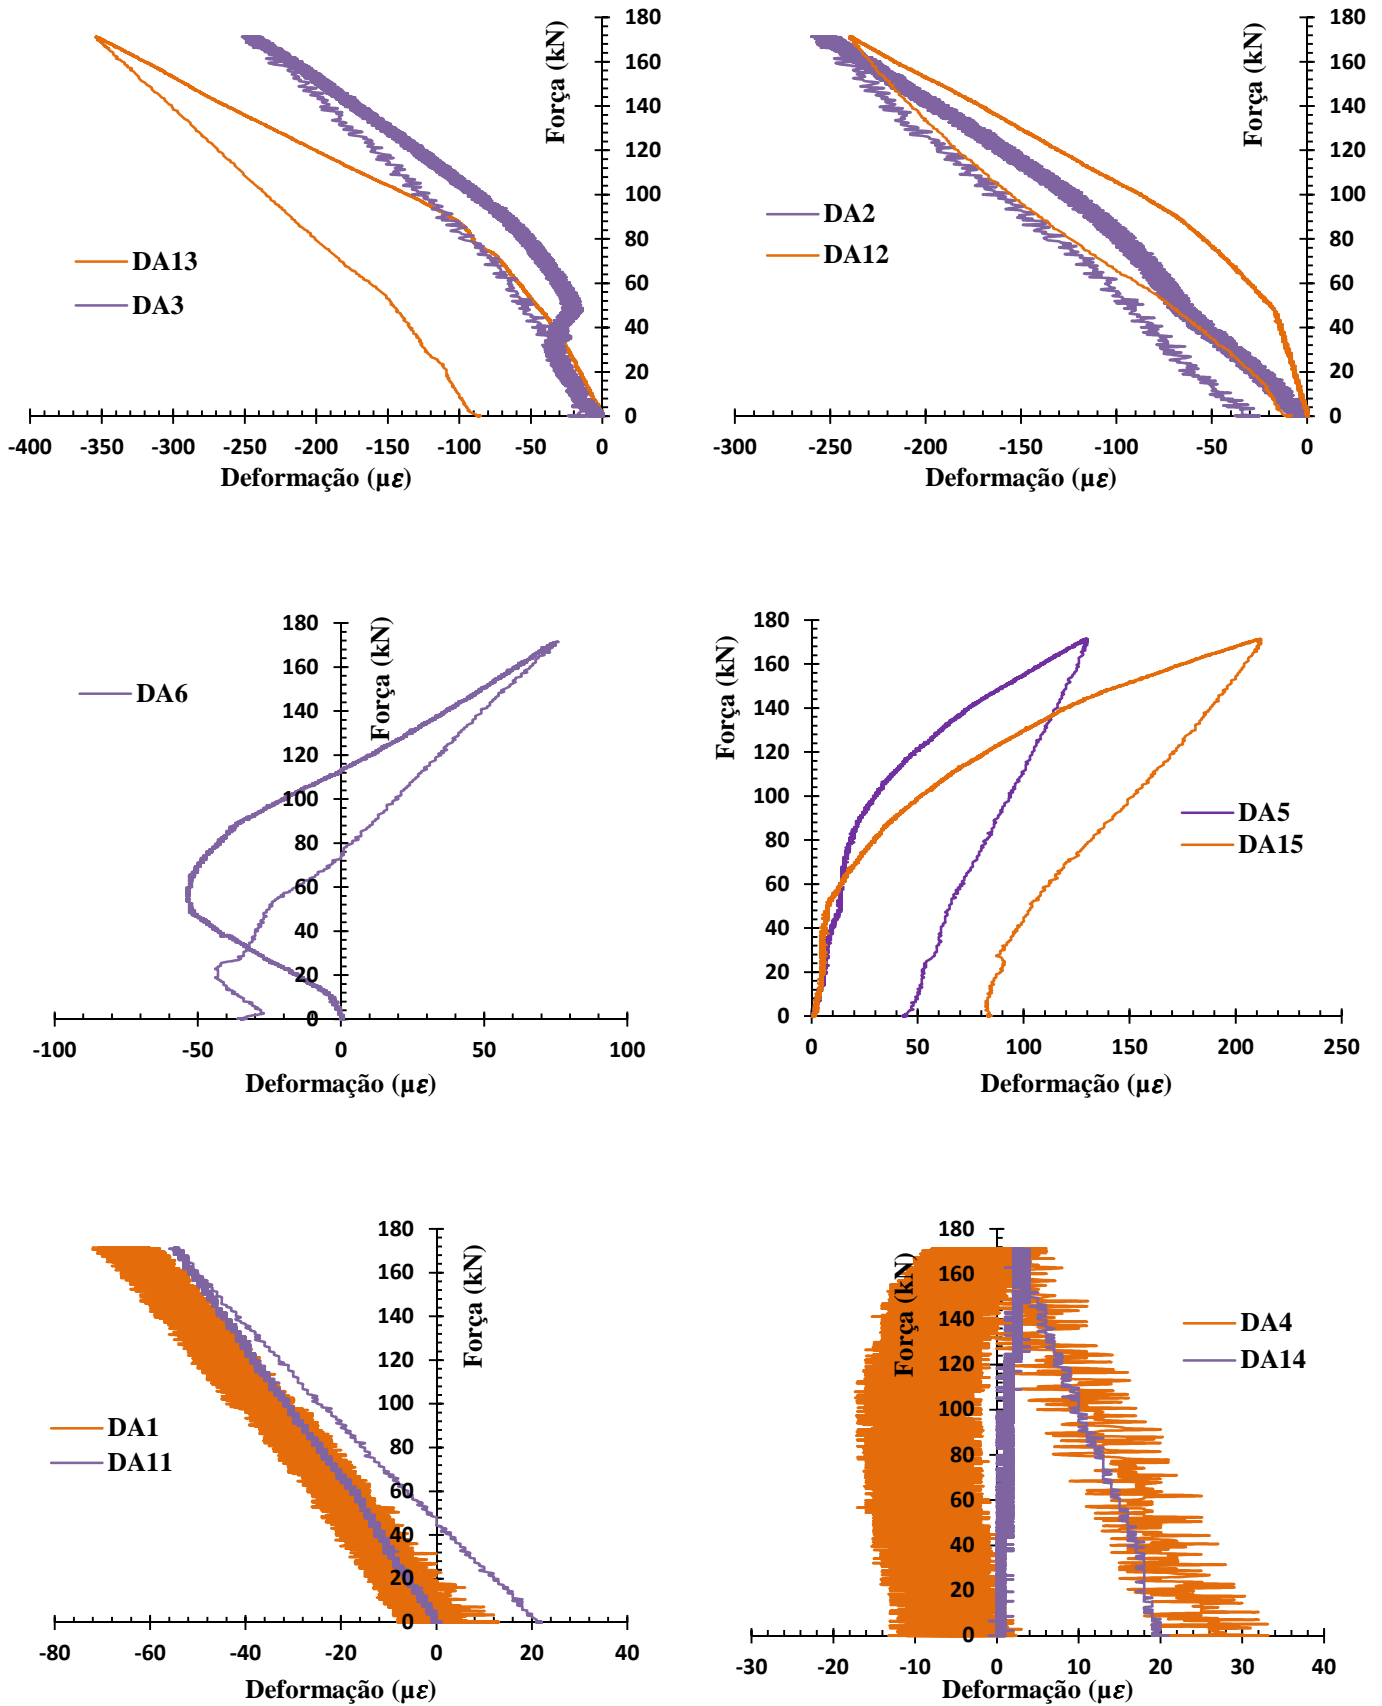 180
160
140
120
100
80
60
40
20
0
Força (kN)
DA13
DA3
-400 -350 -300 -250 -200 -150 -100 -50 0
Deformação (µε)
180
160
140
120
100
80
60
40
20
0
Força (kN)
DA2
DA12
-300 -250 -200 -150 -100 -50 0
Deformação (µε)
180
160
140
120
100
80
60
40
20
0
Força (kN)
DA6
-100 -50 0 50 100
Deformação (µε)
180
160
140
120
100
80
60
40
20
0
Força (kN)
DA5
DA15
0 50 100 150 200 250
Deformação (µε)
180
160
140
120
100
80
60
40
20
0
Força (kN)
DA1
DA11
-80 -60 -40 -20 0 20 40
Deformação (µε)
180
160
140
120
100
80
60
40
20
0
Força (kN)
DA4
DA14
-30 -20 -10 0 10 20 30 40
Deformação (µε)